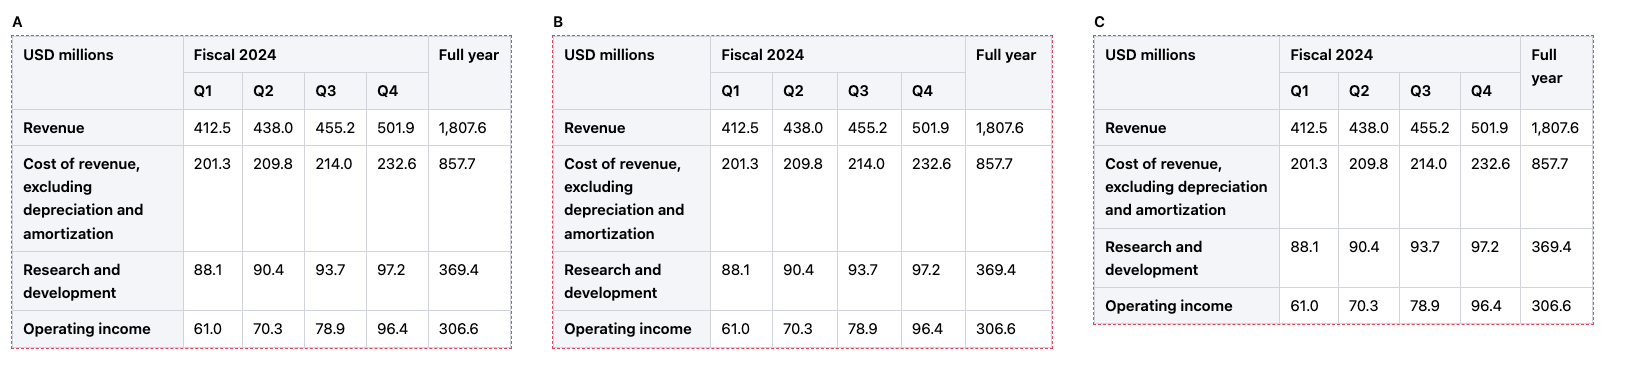 A
USD millions Fiscal 2024 Full year
Q1 Q2 Q3 Q4
Revenue 412.5 438.0 455.2 501.9 1,807.6
Cost of revenue, 201.3 209.8 214.0 232.6 857.7
excluding
depreciation and
amortization
Research and 88.1 90.4 93.7 97.2 369.4
development
Operating income 61.0 70.3 78.9 96.4 306.6
B
USD millions Fiscal 2024 Full year
Q1 Q2 Q3 Q4
Revenue 412.5 438.0 455.2 501.9 1,807.6
Cost of revenue, 201.3 209.8 214.0 232.6 857.7
excluding
depreciation and
amortization
Research and 88.1 90.4 93.7 97.2 369.4
development
Operating income 61.0 70.3 78.9 96.4 306.6
C
USD millions Fiscal 2024 Full
year
Q1 Q2 Q3 Q4
Revenue 412.5 438.0 455.2 501.9 1,807.6
Cost of revenue, 201.3 209.8 214.0 232.6 857.7
excluding depreciation
and amortization
Research and 88.1 90.4 93.7 97.2 369.4
development
Operating income 61.0 70.3 78.9 96.4 306.6